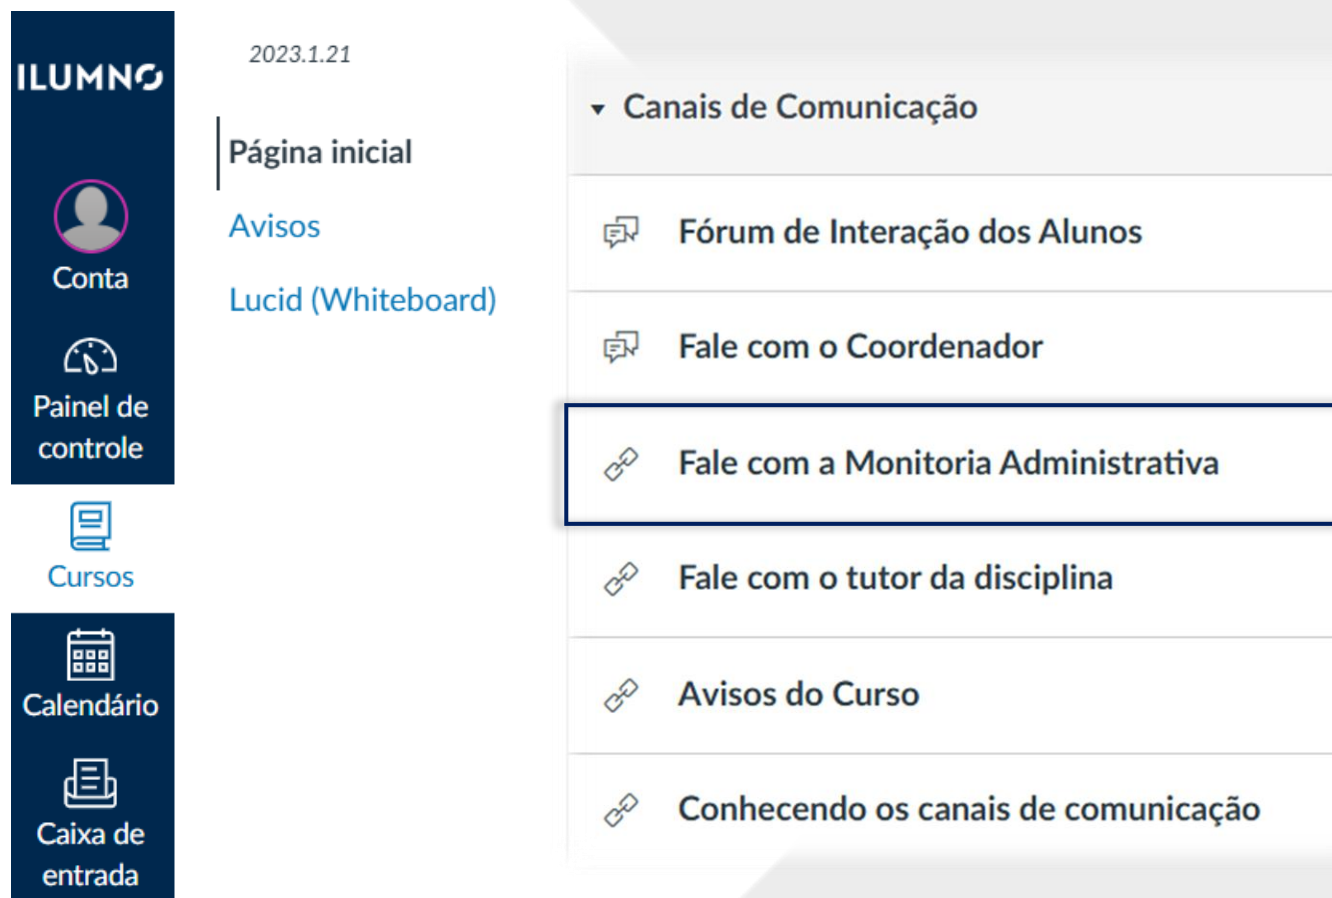 ILUMNO
Conta
Painel de
controle
Cursos
Calendário
Caixa de
entrada
2023.1.21
Página inicial
Avisos
Lucid (Whiteboard)
Canais de Comunicação
Fórum de Interação dos Alunos
Fale com o Coordenador
Fale com a Monitoria Administrativa
Fale com o tutor da disciplina
Avisos do Curso
Conhecendo os canais de comunicação